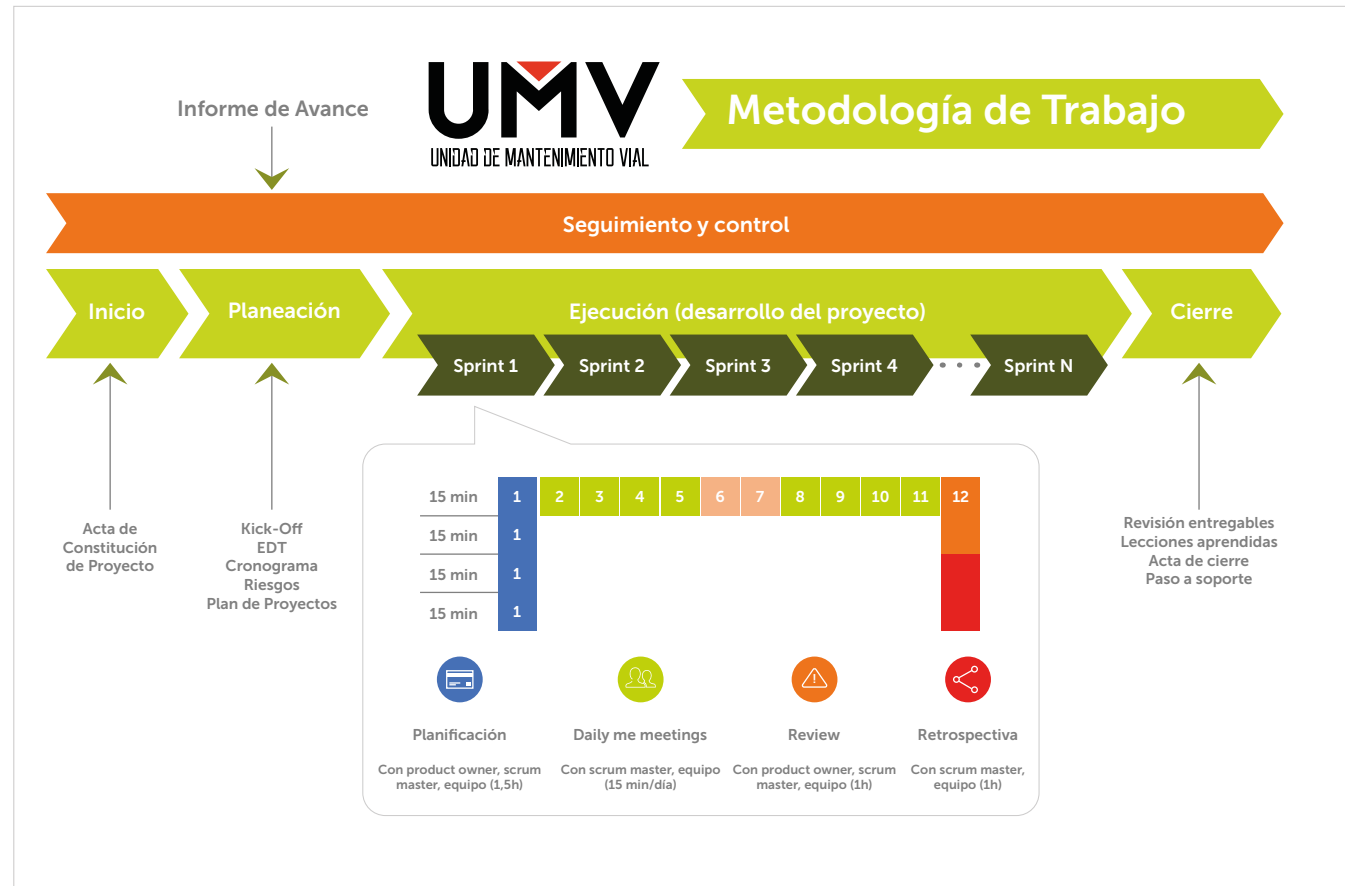 Informe de Avance
UMV
UNIDAD DE MANTENIMIENTO VIAL
Metodología de Trabajo
Seguimiento y control
Inicio
Planeación
Ejecución (desarrollo del proyecto)
Cierre
Sprint 1
Sprint 2
Sprint 3
Sprint 4
Sprint N
Acta de
Constitución
de Proyecto
Kick-Off
EDT
Cronograma
Riesgos
Plan de Proyectos
Revisión entregables
Lecciones aprendidas
Acta de cierre
Paso a soporte
15 min 1 2 3 4 5 6 7 8 9 10 11 12
15 min 1
15 min 1
15 min 1
Planificación
Con product owner, scrum
master, equipo (1,5h)
Daily me meetings
Con scrum master, equipo
(15 min/día)
Review
Con product owner, scrum
master, equipo (1h)
Retrospectiva
Con scrum master,
equipo (1h)